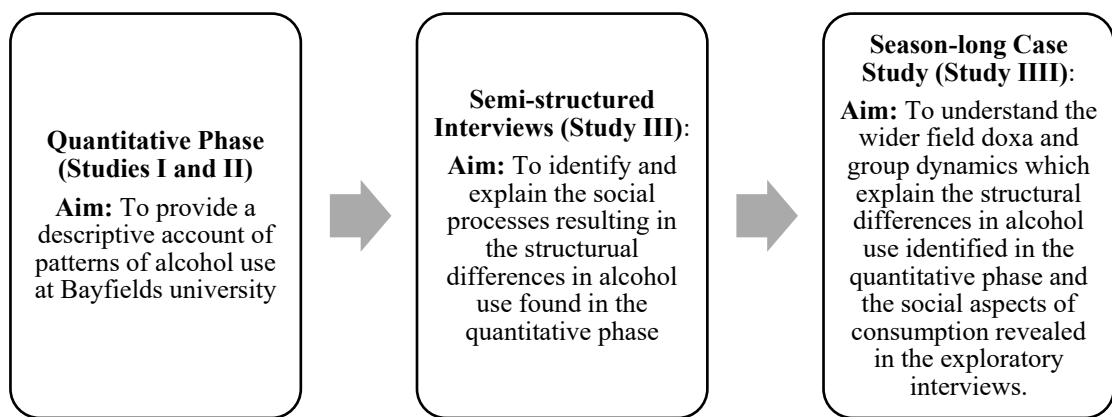 Quantitative Phase
(Studies I and II)
Aim: To provide a
descriptive account of
patterns of alcohol use
at Bayfields university
Semi-structured
Interviews (Study III):
Aim: To identify and
explain the social
processes resulting in
the structurual
differences in alcohol
use found in the
quantitative phase
Season-long Case
Study (Study IIII):
Aim: To understand the
wider field doxa and
group dynamics which
explain the structural
differences in alcohol
use identified in the
quantitative phase and
the social aspects of
consumption revealed
in the exploratory
interviews.